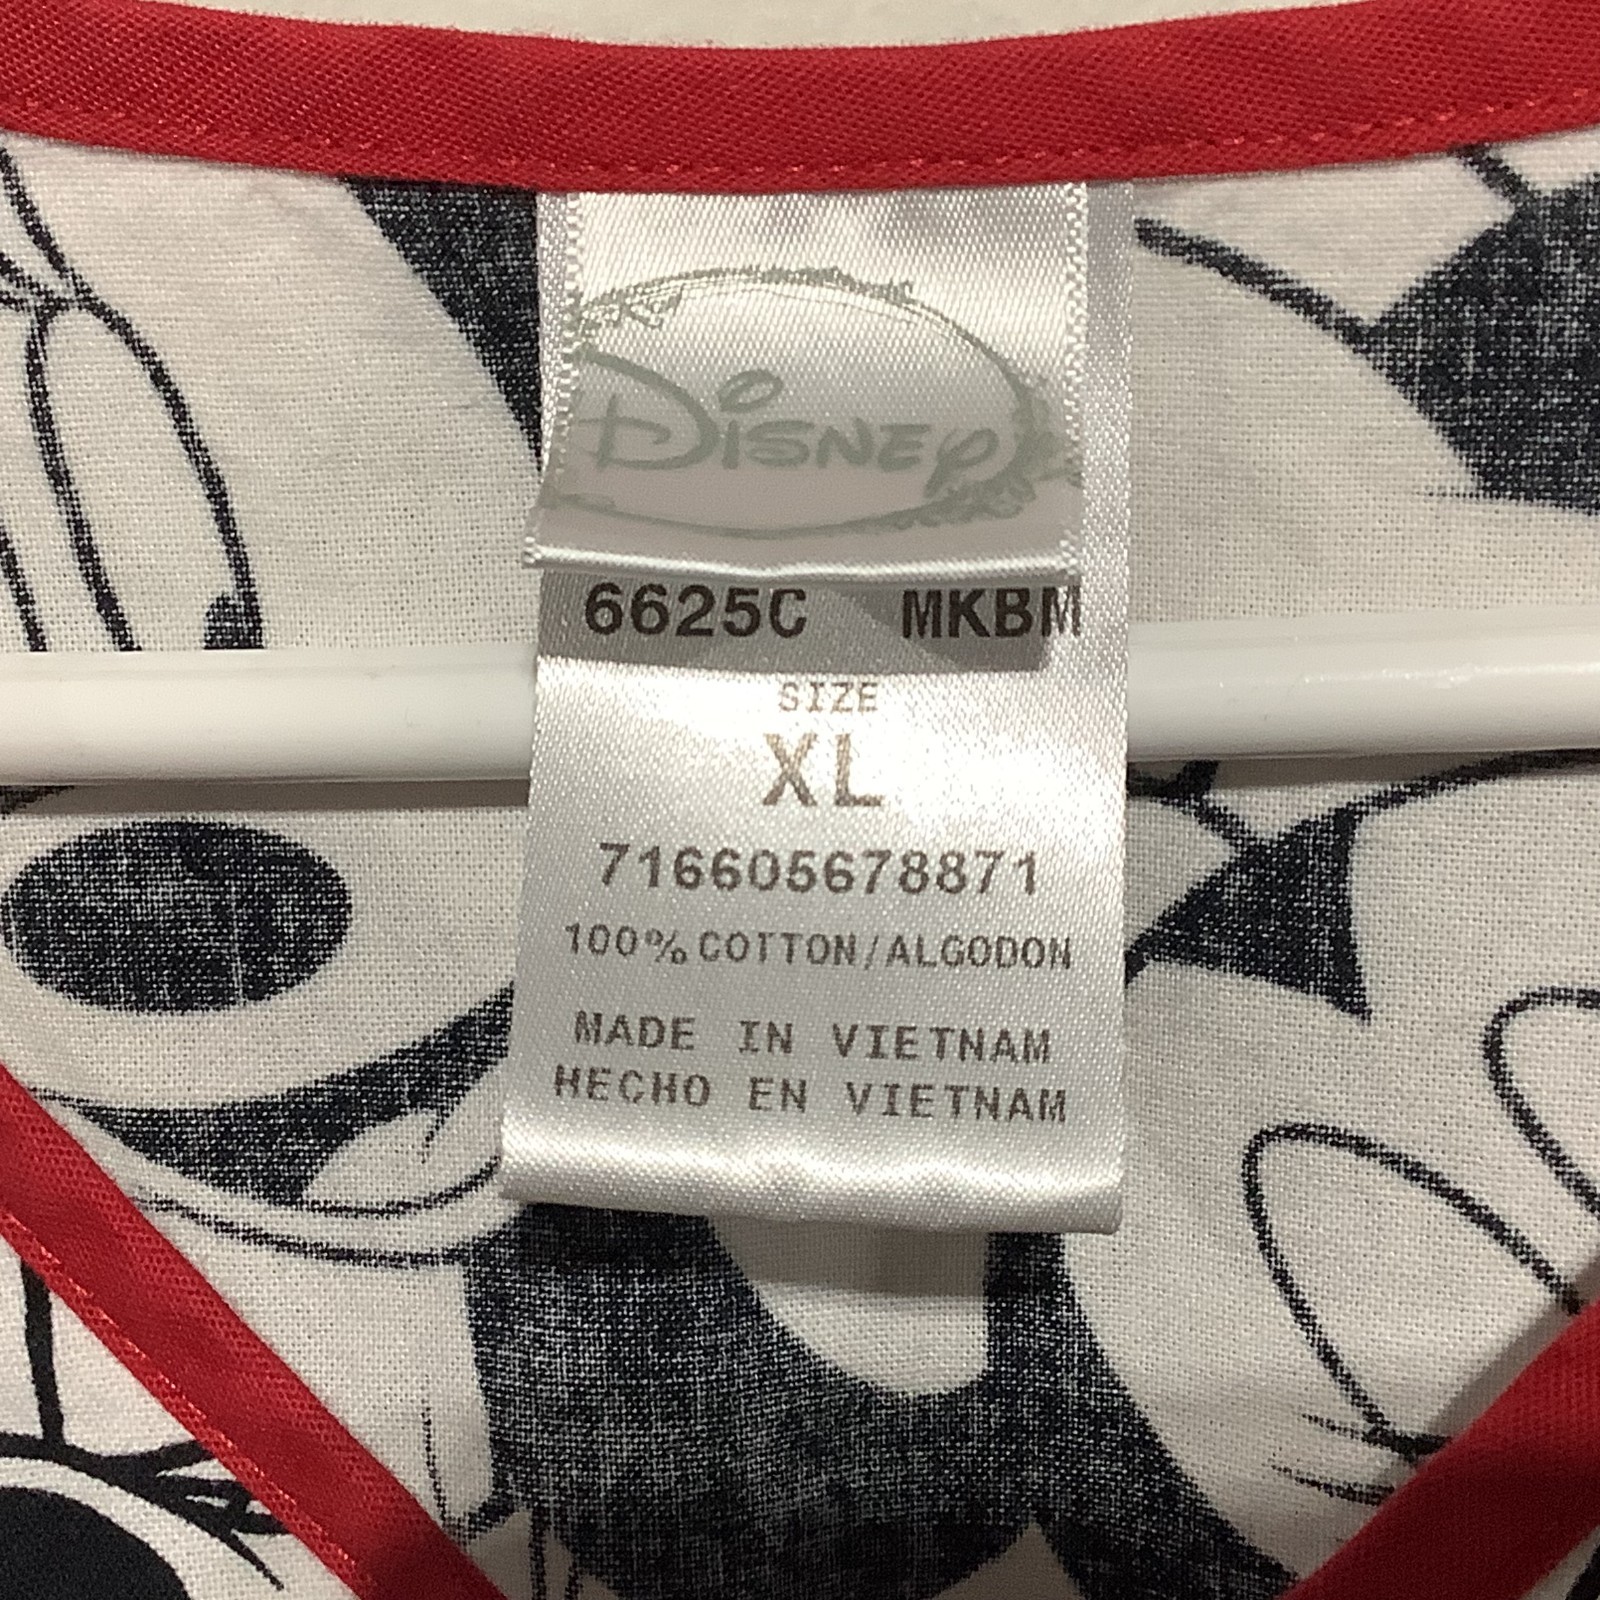 Disney
6625C MKBM
SIZE
XL
716605678871
100% COTTON/ALGODON
MADE IN VIETNAM
HECHO EN VIETNAM